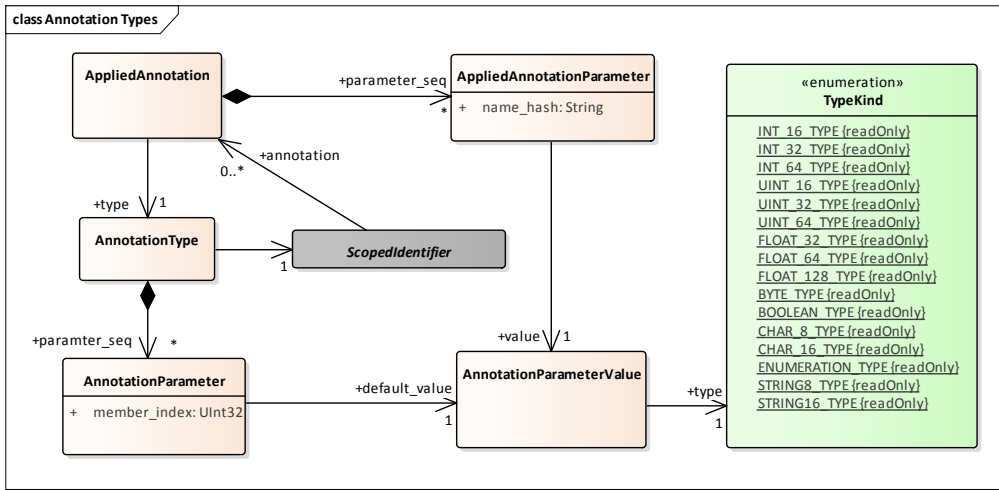 class Annotation Types
AppliedAnnotation
+parameter_seq
*
AppliedAnnotationParameter
+ name_hash: String
«enumeration»
TypeKind
INT_16_TYPE {readOnly}
INT_32_TYPE {readOnly}
INT_64_TYPE {readOnly}
UINT_16_TYPE {readOnly}
UINT_32_TYPE {readOnly}
UINT_64_TYPE {readOnly}
FLOAT_32_TYPE {readOnly}
FLOAT_64_TYPE {readOnly}
FLOAT_128_TYPE {readOnly}
BYTE_TYPE {readOnly}
BOOLEAN_TYPE {readOnly}
CHAR_8_TYPE {readOnly}
CHAR_16_TYPE {readOnly}
ENUMERATION_TYPE {readOnly}
STRING8_TYPE {readOnly}
STRING16_TYPE {readOnly}
+annotation
0..*
+type 1
AnnotationType
1
ScopedIdentifier
+paramter_seq *
AnnotationParameter
+ member_index: UInt32
+default_value
1
+value 1
AnnotationParameterValue
+type
1